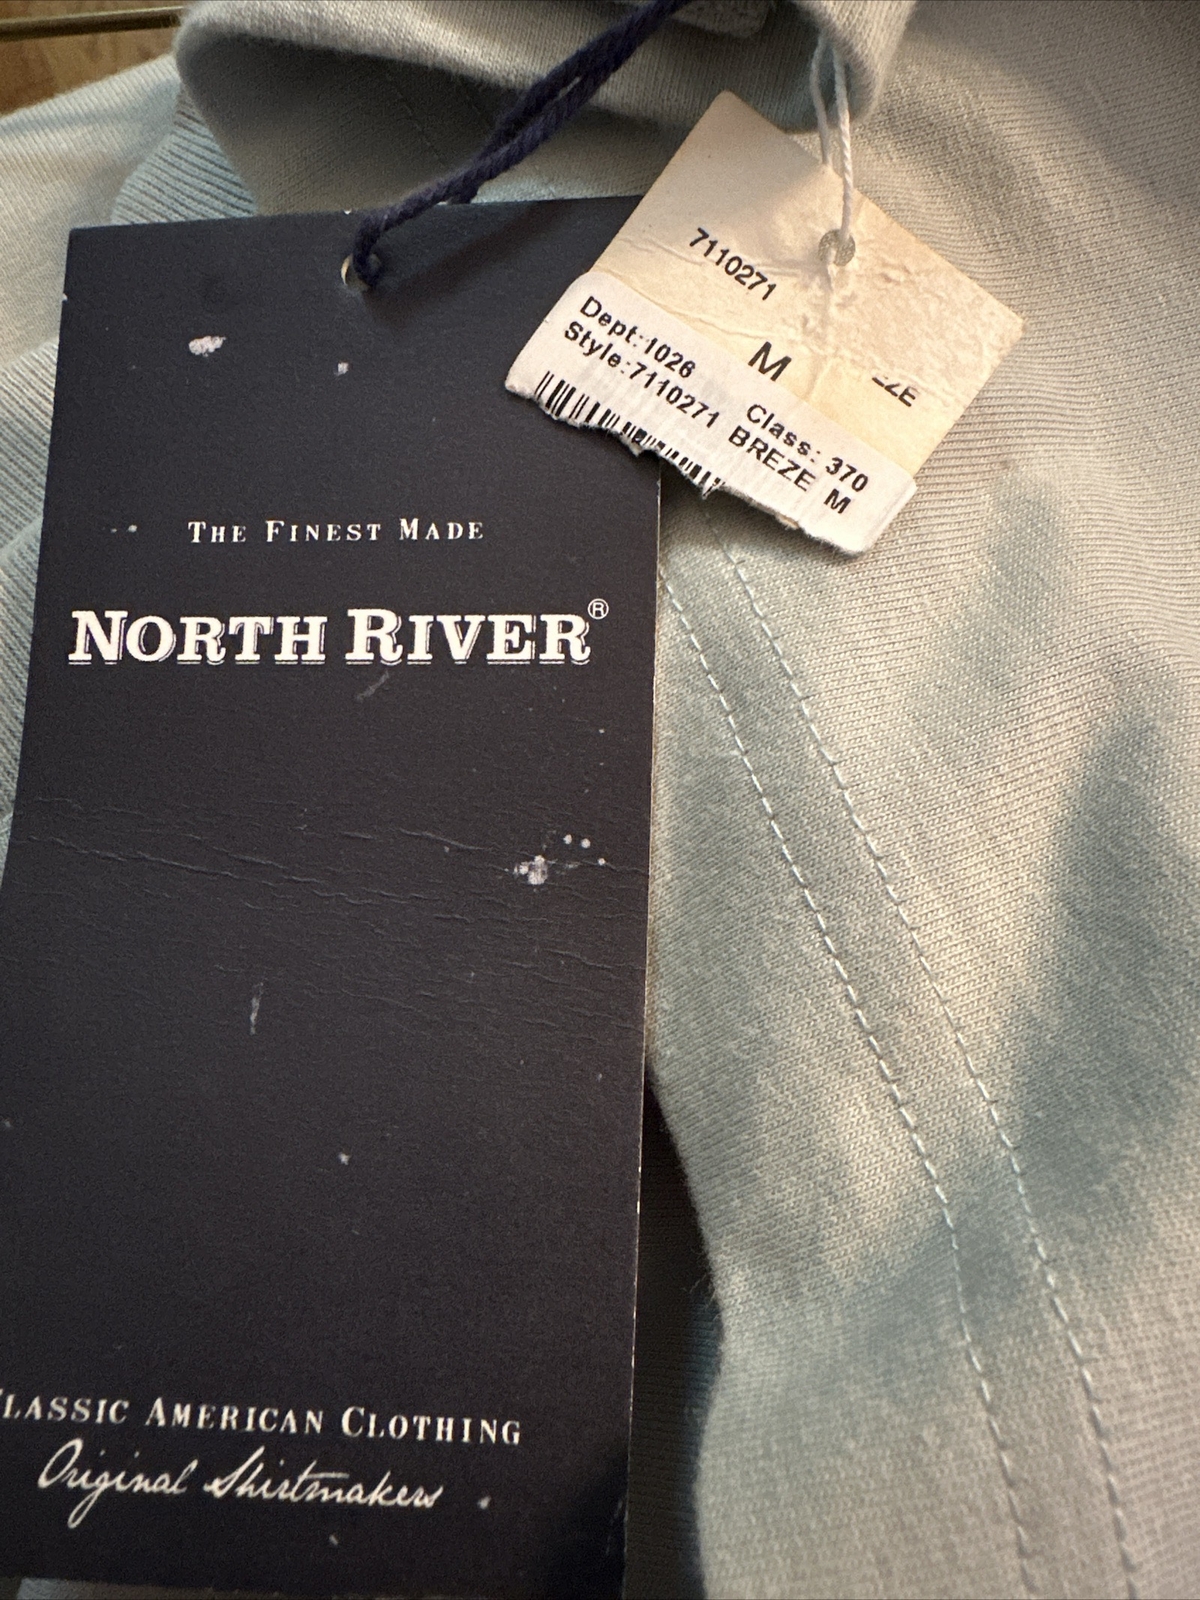 7110271
M
Dept:1026 Class: 370
Style:7110271 BREZE M
THE FINEST MADE
NORTH RIVER®
CLASSIC AMERICAN CLOTHING
Original Shirtmakers